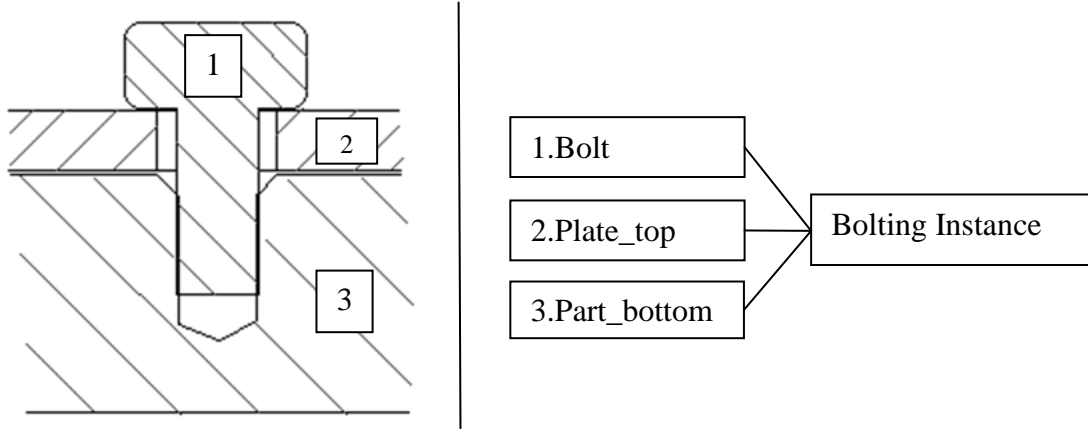 1
2
3
1.Bolt
2.Plate_top
3.Part_bottom
Bolting Instance